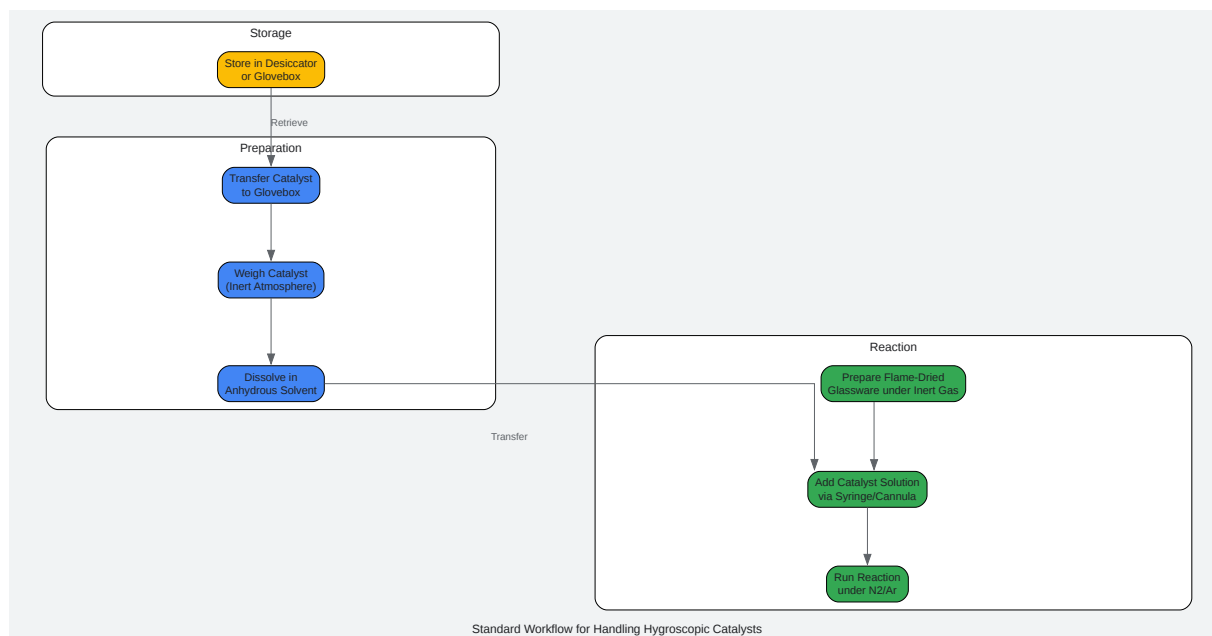 Storage
Store in Desiccator
or Glovebox
Retrieve
Preparation
Transfer Catalyst
to Glovebox
Weigh Catalyst
(Inert Atmosphere)
Dissolve in
Anhydrous Solvent
Transfer
Reaction
Prepare Flame-Dried
Glassware under Inert Gas
Add Catalyst Solution
via Syringe/Cannula
Run Reaction
under N2/Ar
Standard Workflow for Handling Hygroscopic Catalysts